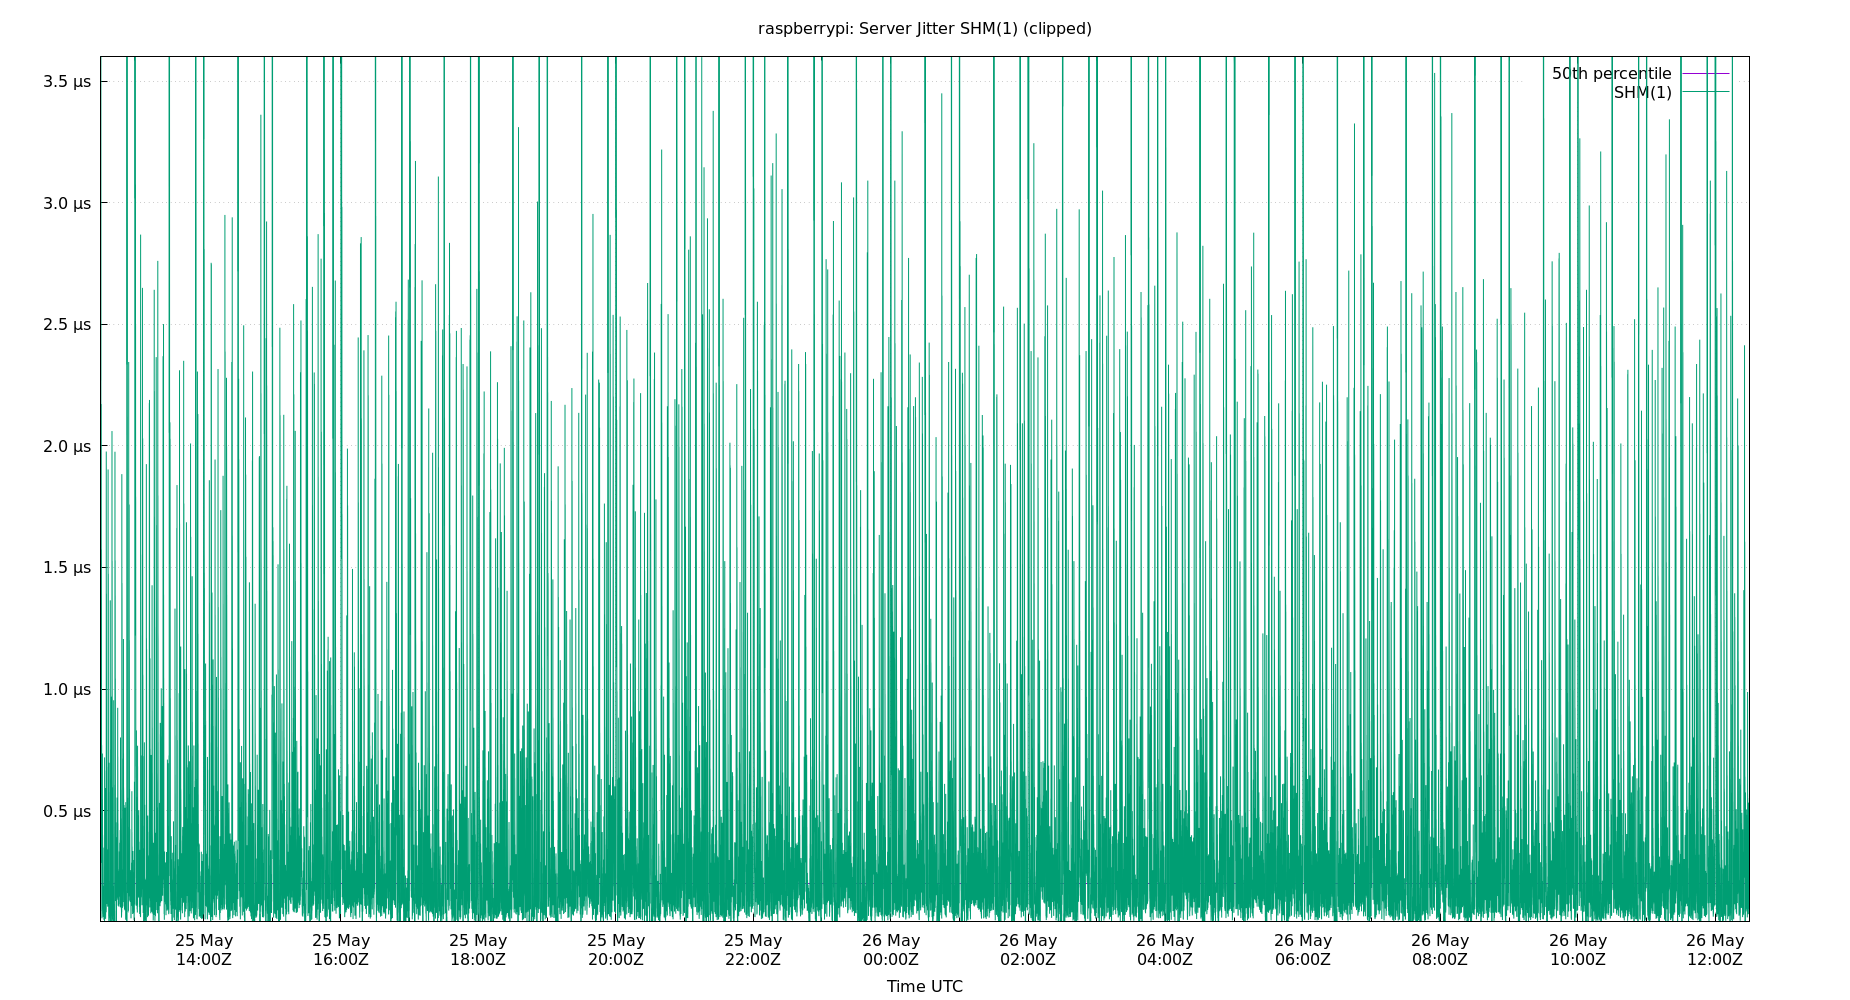 raspberrypi: Server Jitter SHM(1) (clipped)
50th percentile
SHM(1)
3.5 µs
3.0 µs
2.5 µs
2.0 µs
1.5 µs
1.0 µs
0.5 µs
25 May 25 May 25 May 25 May 25 May 26 May 26 May 26 May 26 May 26 May 26 May 26 May
14:00Z 16:00Z 18:00Z 20:00Z 22:00Z 00:00Z 02:00Z 04:00Z 06:00Z 08:00Z 10:00Z 12:00Z
Time UTC